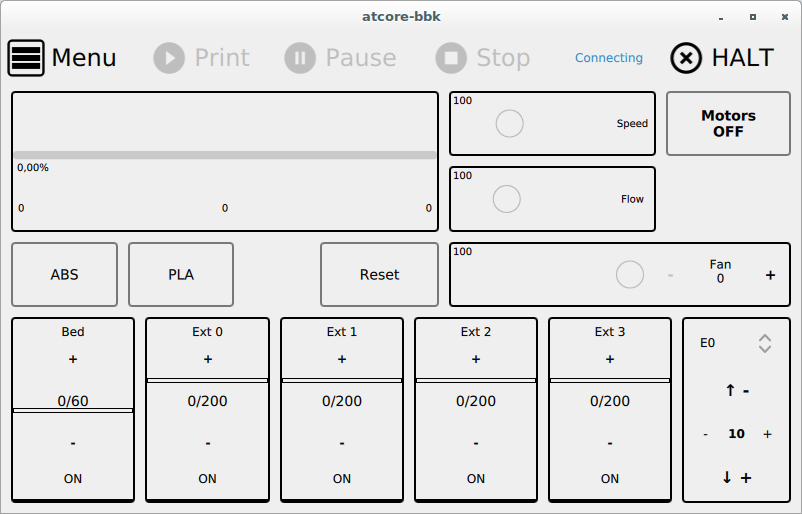 atcore-bbk
Menu Print Pause Stop Connecting HALT
100
Speed
Motors
OFF
0,00%
0 0 0
100
Flow
ABS PLA Reset
100
Fan
- 0 +
Bed Ext 0 Ext 1 Ext 2 Ext 3
E0
+ + + + +
↑ -
0/60 0/200 0/200 0/200 0/200
- 10 +
- - - - -
ON ON ON ON ON
↓ +